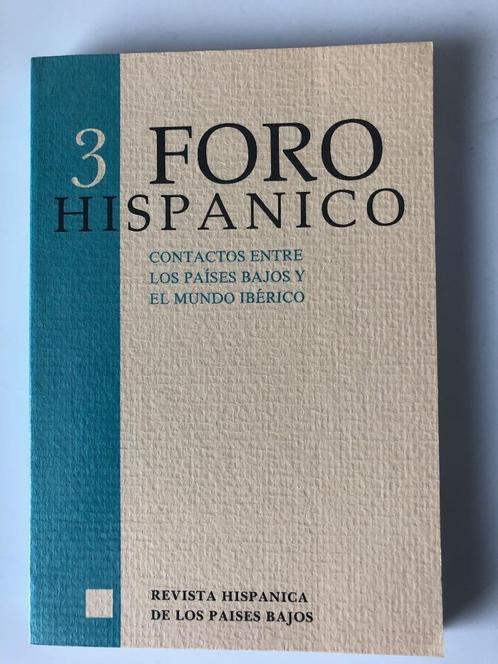 3 FORO
HISPANICO
CONTACTOS ENTRE
LOS PAÍSES BAJOS Y
EL MUNDO IBÉRICO
REVISTA HISPANICA
DE LOS PAISES BAJOS